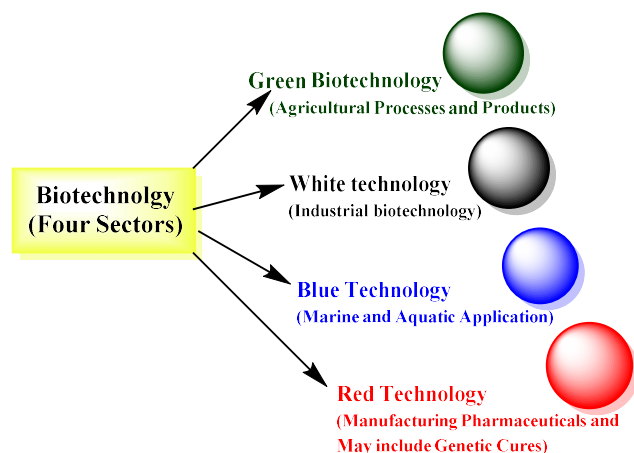 Green Biotechnology
(Agricultural Processes and Products)
Biotechnolgy
(Four Sectors)
White technology
(Industrial biotechnology)
Blue Technology
(Marine and Aquatic Application)
Red Technology
(Manufacturing Pharmaceuticals and
May include Genetic Cures)